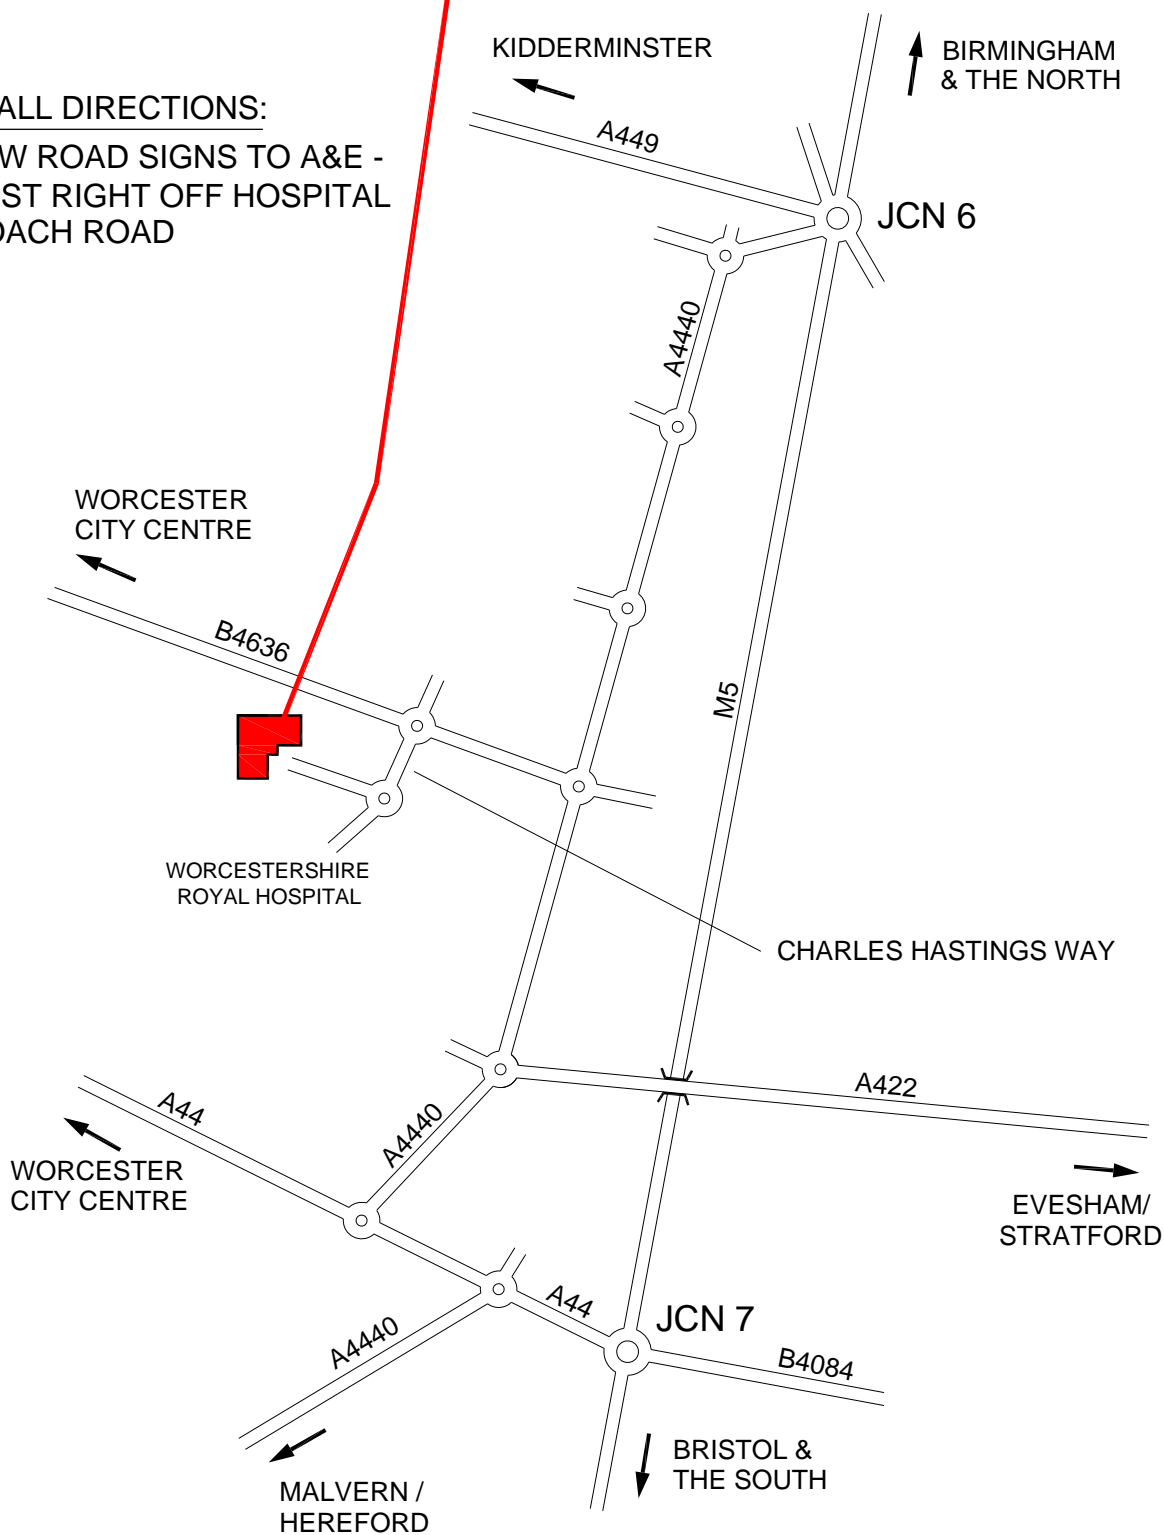 KIDDERMINSTER
BIRMINGHAM
& THE NORTH
ALL DIRECTIONS:
W ROAD SIGNS TO A&E -
ST RIGHT OFF HOSPITAL
OACH ROAD
A449
JCN 6
A4440
WORCESTER
CITY CENTRE
B4636
M5
WORCESTERSHIRE
ROYAL HOSPITAL
CHARLES HASTINGS WAY
A422
A44
A4440
WORCESTER
CITY CENTRE
EVESHAM/
STRATFORD
A44
JCN 7
A4440
B4084
BRISTOL &
THE SOUTH
MALVERN /
HEREFORD